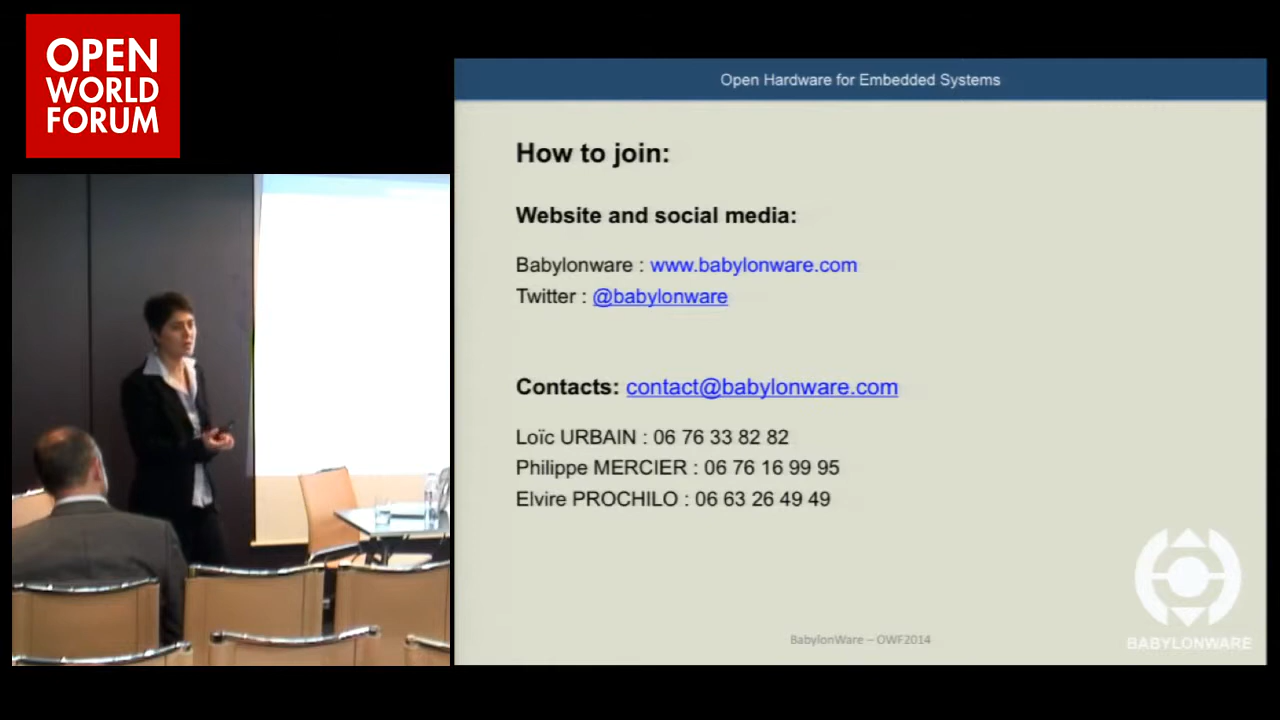 OPEN
WORLD
FORUM
Open Hardware for Embedded Systems
How to join:
Website and social media:
Babylonware : www.babylonware.com
Twitter : @babylonware
Contacts: contact@babylonware.com
Loïc URBAIN : 06 76 33 82 82
Philippe MERCIER : 06 76 16 99 95
Elvire PROCHILO : 06 63 26 49 49
BabylonWare – OWF2014
BABYLONWARE